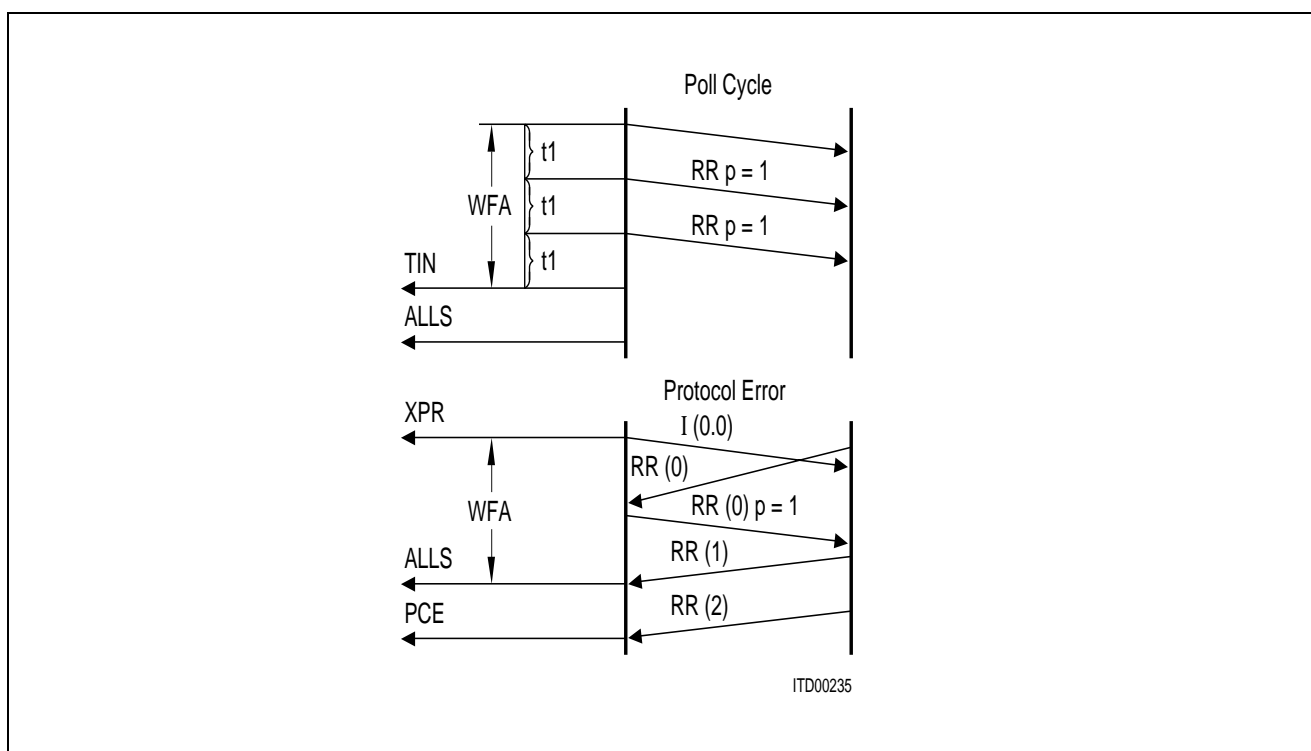 Poll Cycle
t1
RR p = 1
WFA
t1
RR p = 1
t1
TIN
ALLS
Protocol Error
XPR
I (0.0)
RR (0)
WFA
RR (0) p = 1
ALLS
RR (1)
PCE
RR (2)
ITD00235